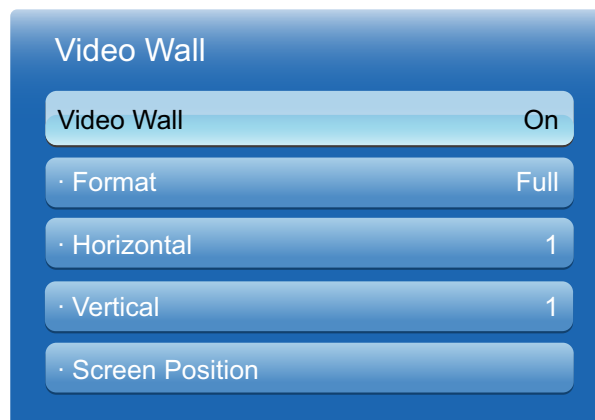 Video Wall
Video Wall On
· Format Full
· Horizontal 1
· Vertical 1
· Screen Position